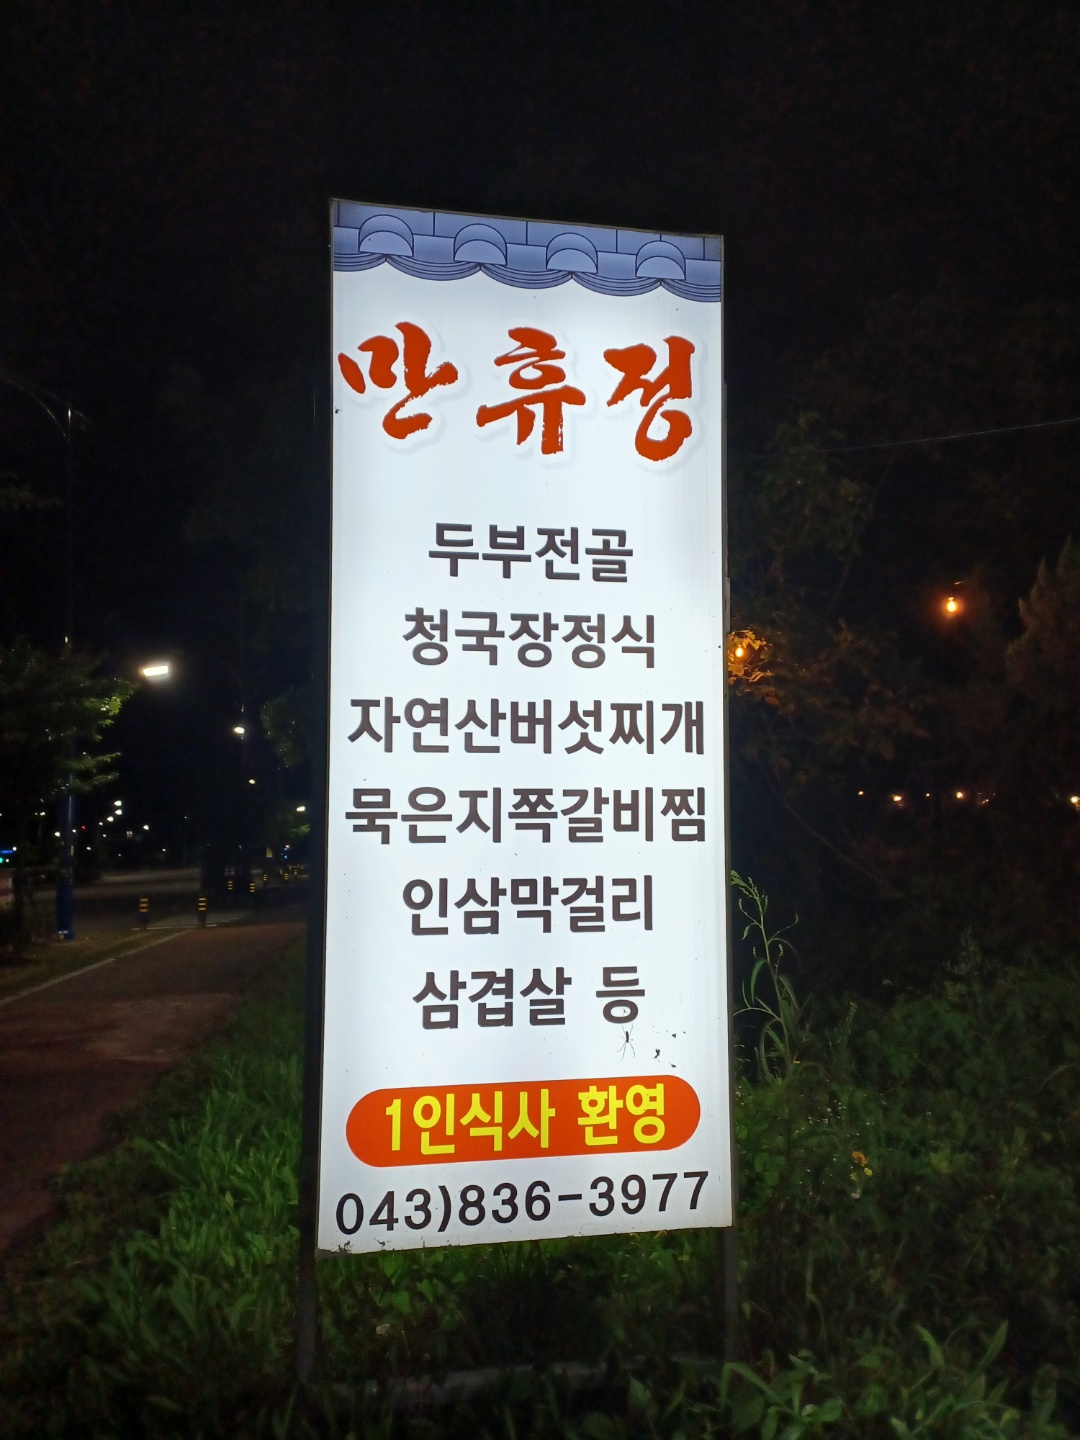 만휴정
두부전골
청국장정식
자연산버섯찌개
묵은지쪽갈비찜
인삼막걸리
삼겹살 등
1인식사 환영
043)836-3977